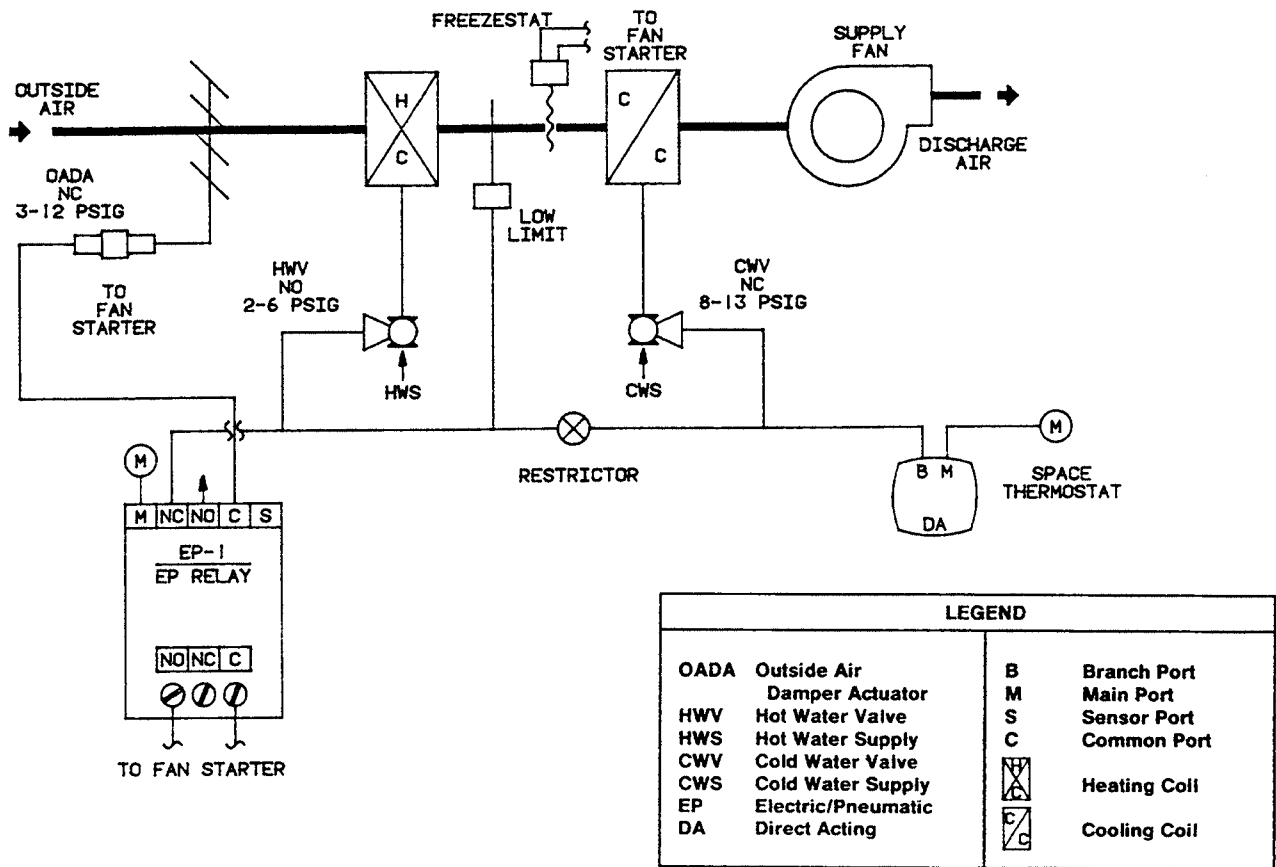 FREEZESTAT
TO
FAN
STARTER
SUPPLY
FAN
OUTSIDE
AIR
H
C
C
C
DISCHARGE
AIR
OADA
NC
3-12 PSIG
LOW
LIMIT
TO
FAN
STARTER
HWV
NO
2-6 PSIG
CWV
NC
8-13 PSIG
HWS
CWS
M
RESTRICTOR
B M
DA
SPACE
THERMOSTAT
M
M NC NO C S
EP-1
EP RELAY
NO NC C
TO FAN STARTER
LEGEND
OADA Outside Air
Damper Actuator
HWV Hot Water Valve
HWS Hot Water Supply
CWV Cold Water Valve
CWS Cold Water Supply
EP Electric/Pneumatic
DA Direct Acting
B Branch Port
M Main Port
S Sensor Port
C Common Port
H C Heating Coil
C C Cooling Coil